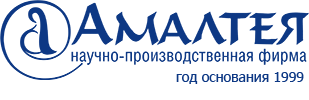 Амалтея
научно-производственная фирма
год основания 1999